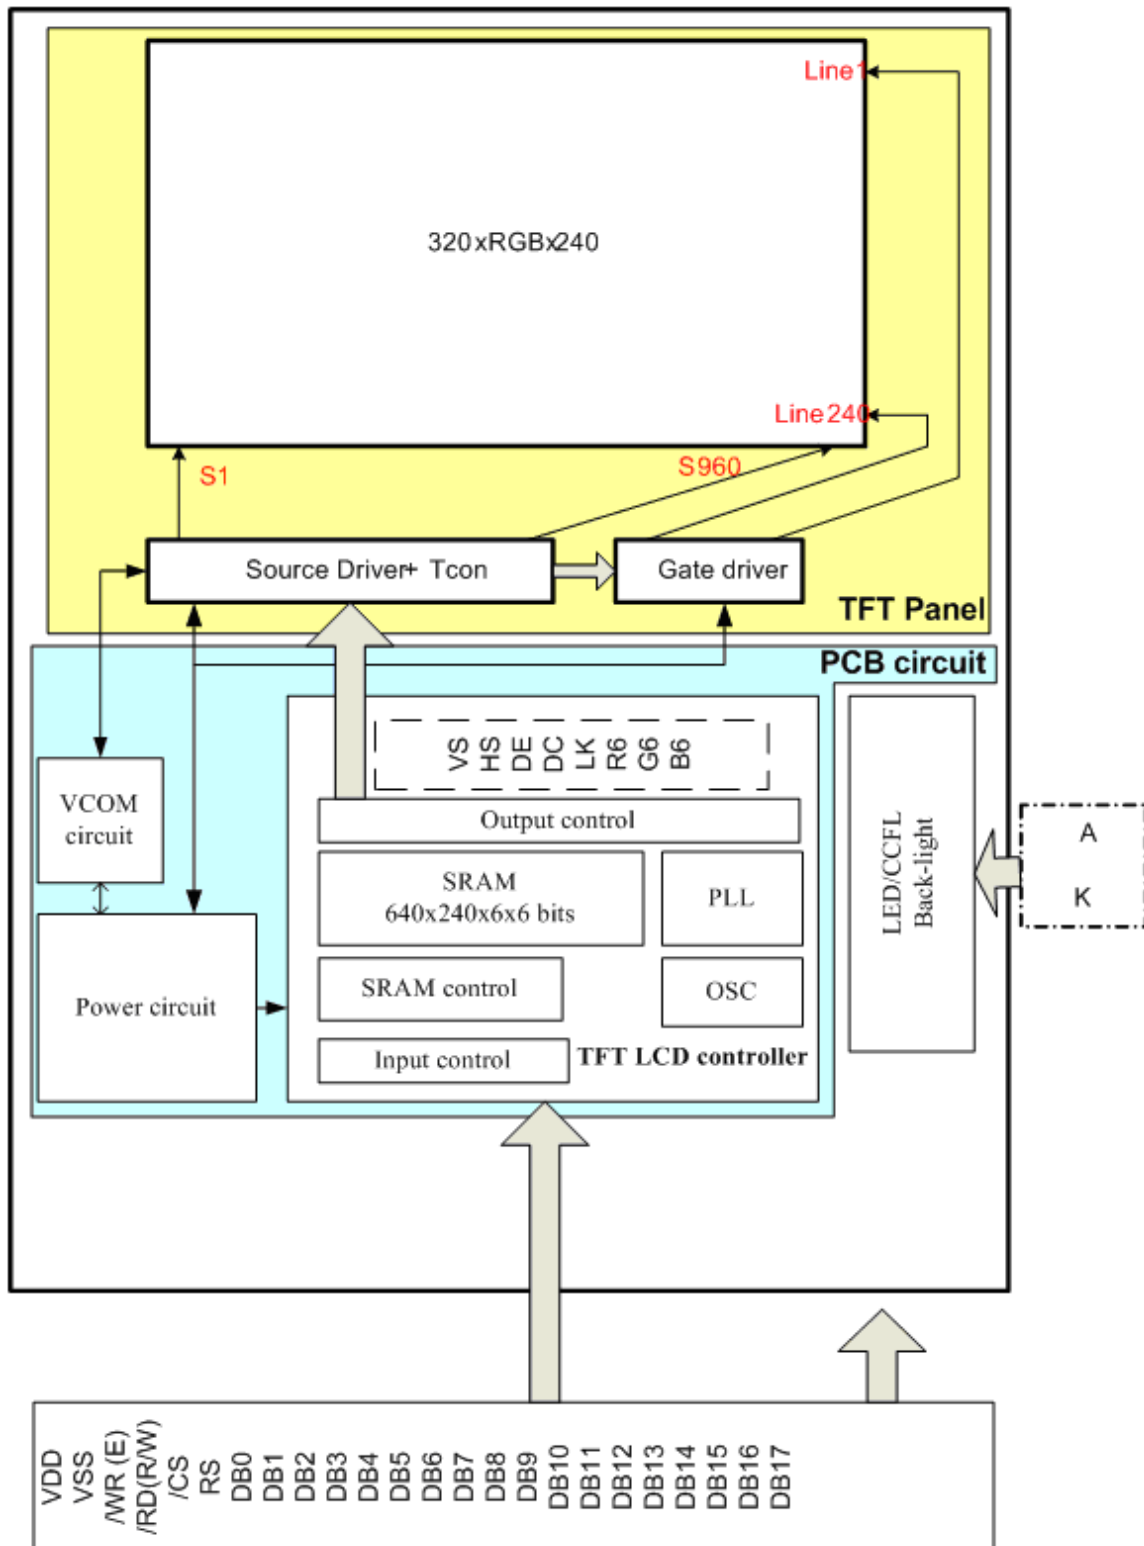 Line1
320xRGBx240
Line240
S1
S960
Source Driver+ Tcon
Gate driver
TFT Panel
PCB circuit
VS
HS
DE
DC
LK
R6
G6
B6
VCOM
circuit
Output control
SRAM
640x240x6x6 bits
PLL
LED/CCFL
Back-light
A
K
Power circuit
SRAM control
OSC
Input control
TFT LCD controller
VDD
VSS
/WR (E)
/RD(R/W)
/CS
RS
DB0
DB1
DB2
DB3
DB4
DB5
DB6
DB7
DB8
DB9
DB10
DB11
DB12
DB13
DB14
DB15
DB16
DB17